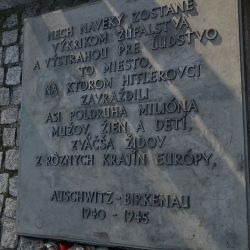 NECH NAVEKY ZOSTANE
VÝKRIKOM ZÚFALSTVA
A VÝSTRAHOU PRE ĽUDSTVO
TO MIESTO,
NA KTOROM HITLEROVCI
ZAVRAŽDILI
ASI POLDRUHA MILIÓNA
MUŽOV, ŽIEN A DETÍ,
ZVÄČŠA ŽIDOV
Z RÔZNYCH KRAJÍN EURÓPY.
AUSCHWITZ-BIRKENAU
1940 - 1945